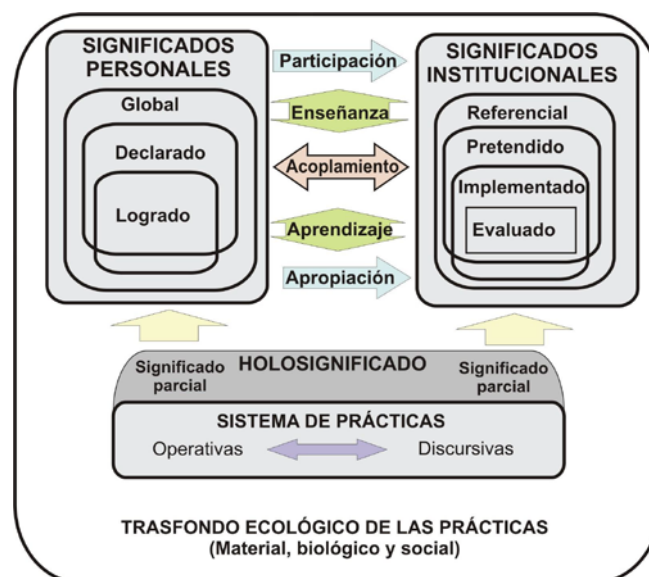 SIGNIFICADOS
PERSONALES
Global
Declarado
Logrado
Participación
Enseñanza
Acoplamiento
Aprendizaje
Apropiación
SIGNIFICADOS
INSTITUCIONALES
Referencial
Pretendido
Implementado
Evaluado
HOLOSIGNIFICADO
Significado
parcial
Significado
parcial
SISTEMA DE PRÁCTICAS
Operativas
Discursivas
TRASFONDO ECOLÓGICO DE LAS PRÁCTICAS
(Material, biológico y social)